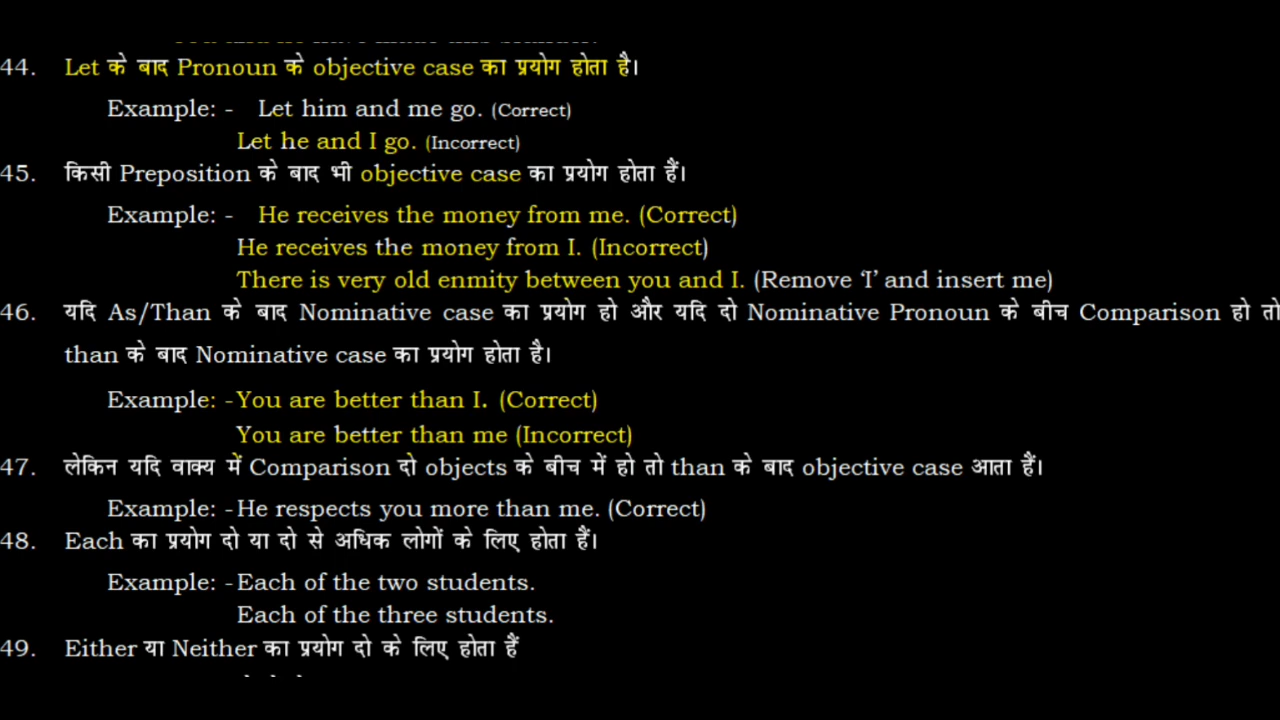 44. Let के बाद Pronoun के objective case का प्रयोग होता है।
Example: - Let him and me go. (Correct)
Let he and I go. (Incorrect)
45. किसी Preposition के बाद भी objective case का प्रयोग होता हैं।
Example: - He receives the money from me. (Correct)
He receives the money from I. (Incorrect)
There is very old enmity between you and I. (Remove ‘I’ and insert me)
46. यदि As/Than के बाद Nominative case का प्रयोग हो और यदि दो Nominative Pronoun के बीच Comparison हो तो
than के बाद Nominative case का प्रयोग होता है।
Example: -You are better than I. (Correct)
You are better than me (Incorrect)
47. लेकिन यदि वाक्य में Comparison दो objects के बीच में हो तो than के बाद objective case आता हैं।
Example: -He respects you more than me. (Correct)
48. Each का प्रयोग दो या दो से अधिक लोगों के लिए होता हैं।
Example: -Each of the two students.
Each of the three students.
49. Either या Neither का प्रयोग दो के लिए होता हैं